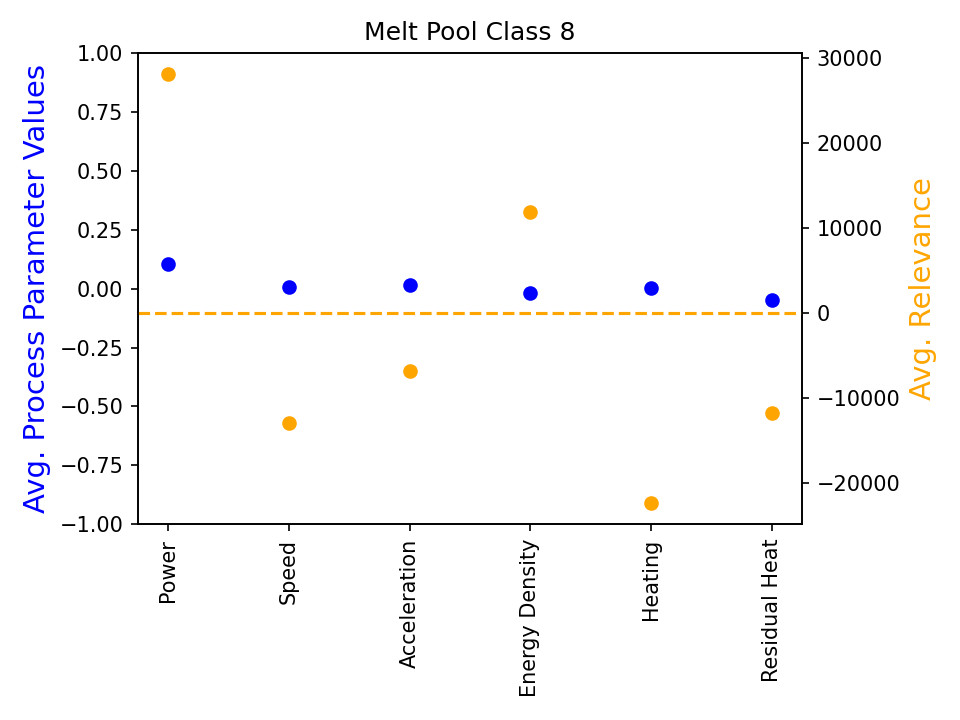 Melt Pool Class 8
Avg. Process Parameter Values
1.00
0.75
0.50
0.25
0.00
−0.25
−0.50
−0.75
−1.00
30000
20000
10000
0
−10000
−20000
Avg. Relevance
Power
Speed
Acceleration
Energy Density
Heating
Residual Heat